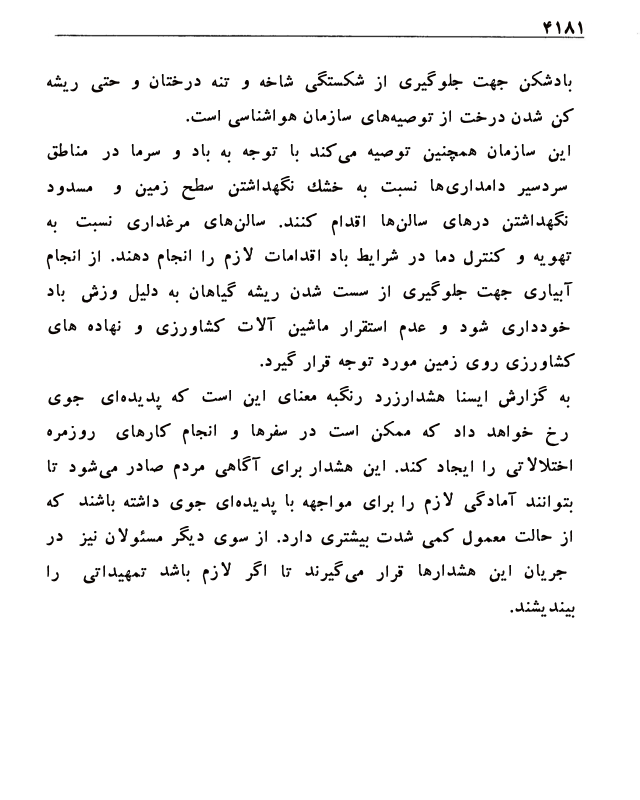 ۴۱۸۱
بادشکن جهت جلوگیری از شکستگی شاخه و تنه درختان و حتی ریشه
کن شدن درخت از توصیه‌های سازمان هواشناسی است.
این سازمان همچنین توصیه می‌کند با توجه به باد و سرما در مناطق
سردسیر دامداری‌ها نسبت به خشك نگهداشتن سطح زمین و مسدود
نگهداشتن درهای سالن‌ها اقدام کنند. سالن‌های مرغداری نسبت به
تهویه و کنترل دما در شرایط باد اقدامات لازم را انجام دهند. از انجام
آبیاری جهت جلوگیری از سست شدن ریشه گیاهان به دلیل وزش باد
خودداری شود و عدم استقرار ماشین آلات کشاورزی و نهاده های
کشاورزی روی زمین مورد توجه قرار گیرد.
به گزارش ایسنا هشدارزرد رنگبه معنای این است که پدیده‌ای جوی
رخ خواهد داد که ممکن است در سفرها و انجام کارهای روزمره
اختلالاتی را ایجاد کند. این هشدار برای آگاهی مردم صادر می‌شود تا
بتوانند آمادگی لازم را برای مواجهه با پدیده‌ای جوی داشته باشند که
از حالت معمول کمی شدت بیشتری دارد. از سوی دیگر مسئولان نیز در
جریان این هشدارها قرار می‌گیرند تا اگر لازم باشد تمهیداتی را
بیندیشند.